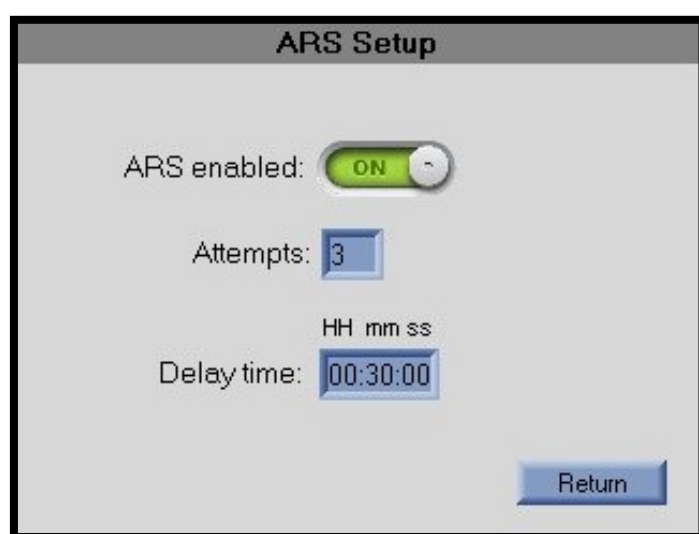 ARS Setup
ARS enabled: ON
Attempts: 3
HH mm ss
Delay time: 00:30:00
Return